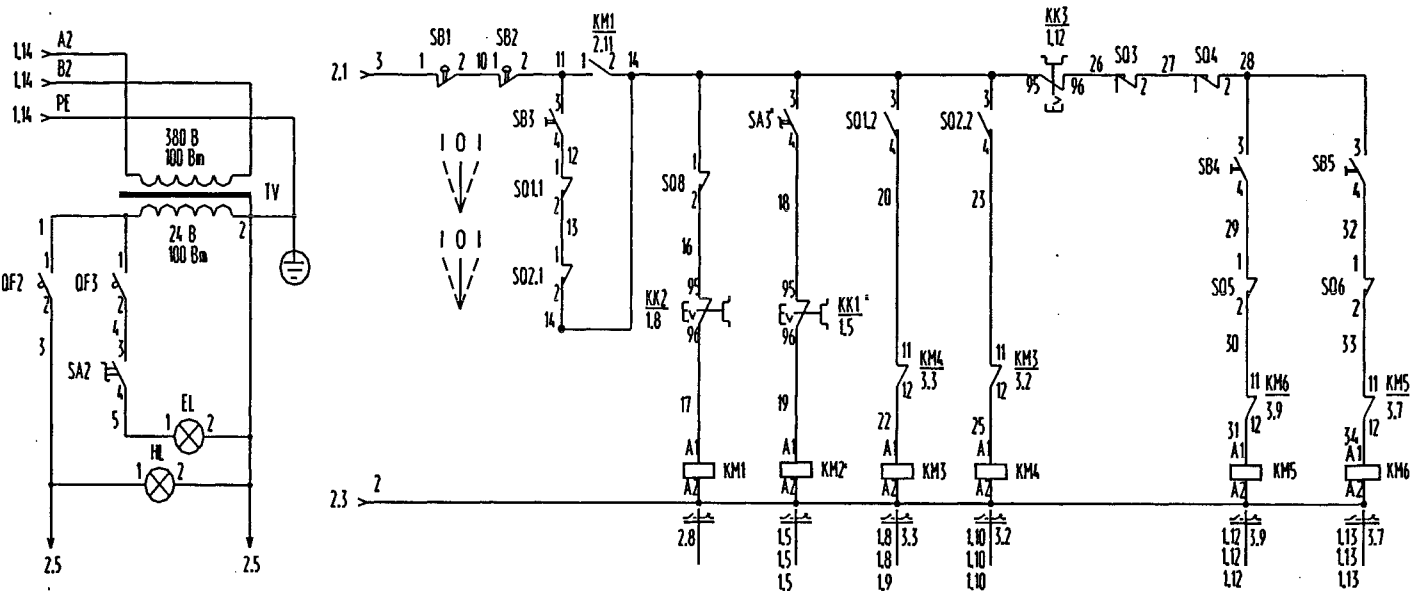 1.14 A2
1.14 B2
1.14 PE
380 В
100 Вт
TV
24 В
100 Вт
1 2
QF2 1 2
QF3 1 2
3 4
SA2 3 4
5
1 EL 2
1 HL 2
2.5 2.5
2.1 3 1 SB1 2 10 1 SB2 2 11 1 KM1 2 14
2.11
KK3
1.12
95 96 26 1 SQ3 2 27 1 SQ4 2 28
1 0 1
1 0 1
SB3 3 4
12
SQ1.1 1 2
13
SQ2.1 1 2
14
SQ8 1 2
16
KK2 95
1.8 96
17
A1
KM1
A2
2.8
SA3* 3 4
18
KK1* 95
1.5 96
19
A1
KM2*
A2
1.5
1.5
1.5
SQ1.2 3 4
20
11 KM4
12 3.3
22
A1
KM3
A2
1.8 3.3
1.8
1.9
SQ2.2 3 4
23
11 KM3
12 3.2
25
A1
KM4
A2
1.10 3.2
1.10
1.10
SB4 3 4
29
SQ5 1 2
30
11 KM6
12 3.9
31
A1
KM5
A2
1.12 3.9
1.12
1.12
SB5 3 4
32
SQ6 1 2
33
11 KM5
12 3.7
34
A1
KM6
A2
1.13 3.7
1.13
1.13
2.3 2